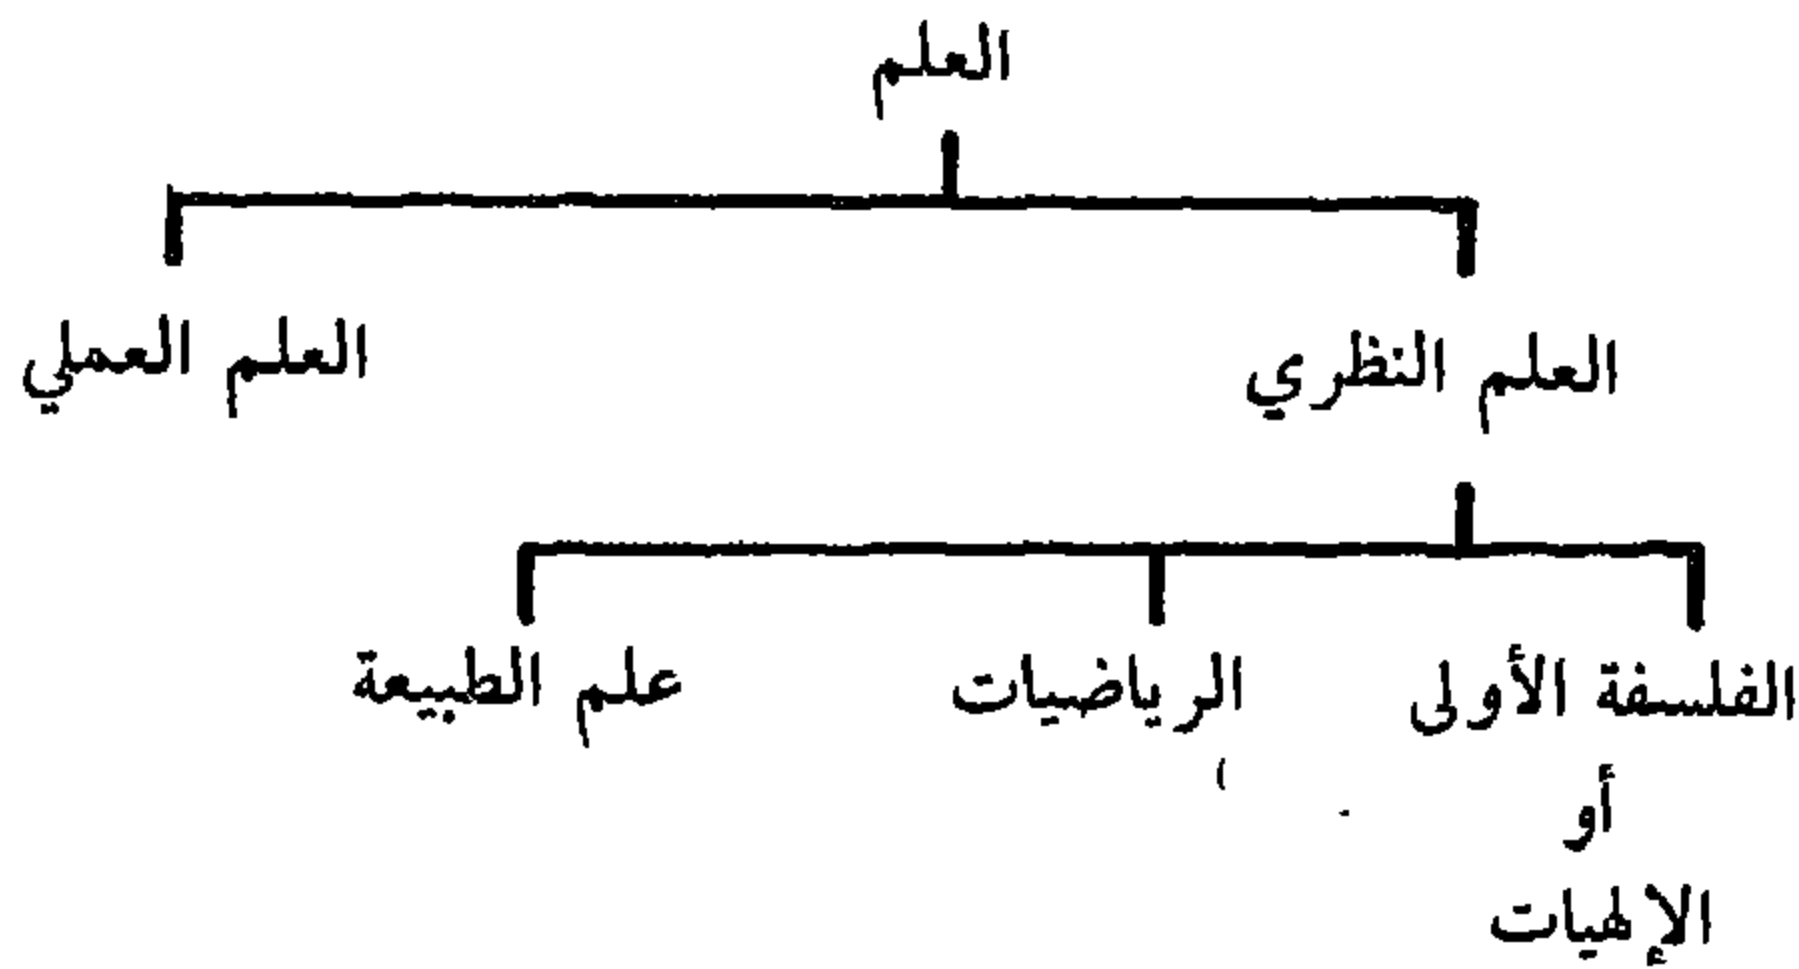 العلم
العلم النظري
العلم العملي
الفلسفة الأولى
أو
الإلهيات
الرياضيات
علم الطبيعة